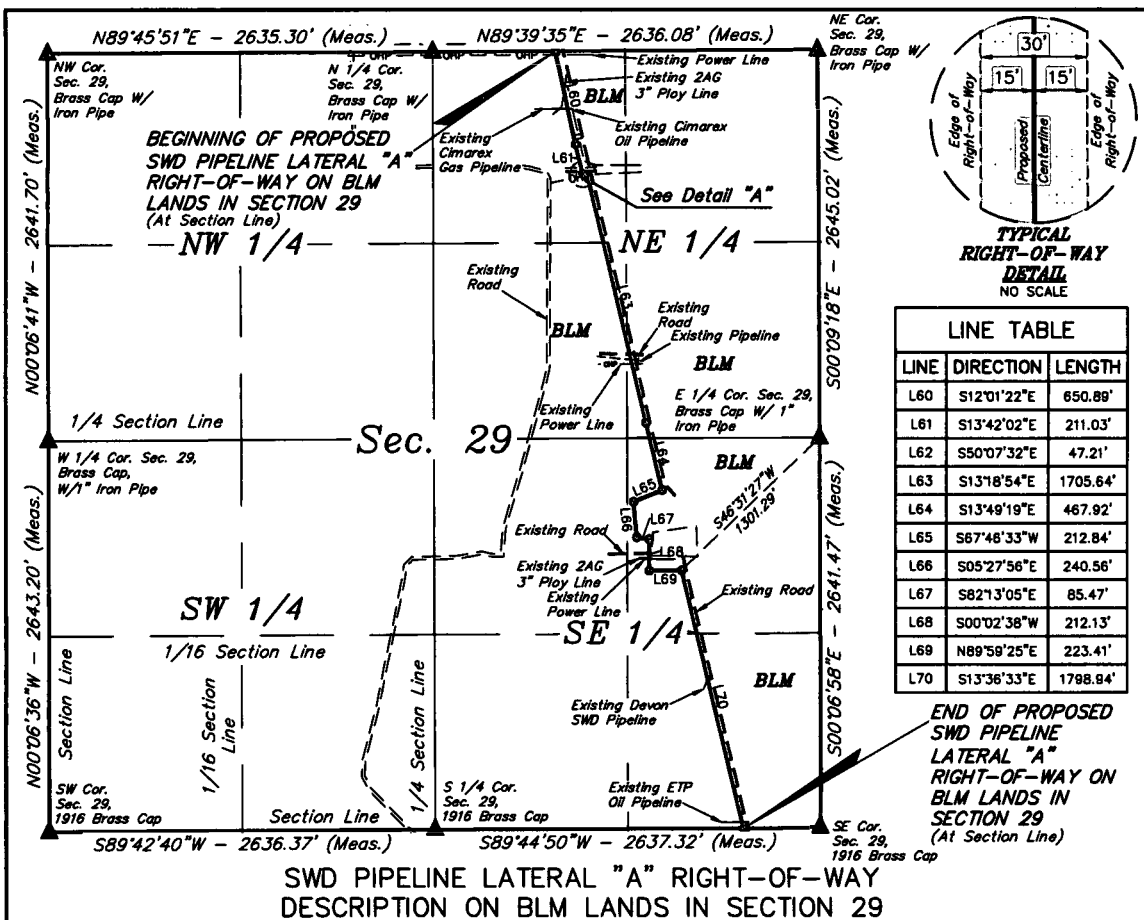 N89°45'51"E - 2635.30' (Meas.)
N89°39'35"E - 2636.08' (Meas.)
NE Cor.
Sec. 29,
Brass Cap W/
Iron Pipe
NW Cor.
Sec. 29,
Brass Cap W/
Iron Pipe
N 1/4 Cor.
Sec. 29,
Brass Cap W/
Iron Pipe
OHP
OHP
Existing Power Line
Existing 2AG
3" Ploy Line
BLM
L60
Existing Cimarex
Oil Pipeline
Existing
Cimarex
Gas Pipeline
L61
BEGINNING OF PROPOSED
SWD PIPELINE LATERAL "A"
RIGHT-OF-WAY ON BLM
LANDS IN SECTION 29
(At Section Line)
See Detail "A"
N00°06'41"W - 2641.70' (Meas.)
S00°09'18"E - 2645.02' (Meas.)
NW 1/4
NE 1/4
Existing
Road
BLM
L63
Existing
Road
Existing Pipeline
OHP
BLM
Existing
Power Line
E 1/4 Cor. Sec. 29,
Brass Cap W/ 1"
Iron Pipe
1/4 Section Line
Sec. 29
W 1/4 Cor. Sec. 29,
Brass Cap,
W/1" Iron Pipe
L64
BLM
L65
S46°31'27"W
1301.29'
L66
L67
Existing Road
L68
Existing 2AG
3" Ploy Line
L69
Existing
Power Line
Existing Road
N00°06'36"W - 2643.20' (Meas.)
S00°06'58"E - 2641.47' (Meas.)
SW 1/4
SE 1/4
1/16 Section Line
Section Line
1/16 Section
Line
1/4 Section Line
BLM
L70
Existing Devon
SWD Pipeline
SW Cor.
Sec. 29,
1916 Brass Cap
Section Line
S 1/4 Cor.
Sec. 29,
1916 Brass Cap
Existing ETP
Oil Pipeline
SE Cor.
Sec. 29,
1916 Brass Cap
END OF PROPOSED
SWD PIPELINE
LATERAL "A"
RIGHT-OF-WAY ON
BLM LANDS IN
SECTION 29
(At Section Line)
S89°42'40"W - 2636.37' (Meas.)
S89°44'50"W - 2637.32' (Meas.)
30'
15'
15'
Edge of
Right-of-Way
Proposed
Centerline
Edge of
Right-of-Way
TYPICAL
RIGHT-OF-WAY
DETAIL
NO SCALE
LINE TABLE
LINE DIRECTION LENGTH
L60 S12°01'22"E 650.89'
L61 S13°42'02"E 211.03'
L62 S50°07'32"E 47.21'
L63 S13°18'54"E 1705.64'
L64 S13°49'19"E 467.92'
L65 S67°46'33"W 212.84'
L66 S05°27'56"E 240.56'
L67 S82°13'05"E 85.47'
L68 S00°02'38"W 212.13'
L69 N89°59'25"E 223.41'
L70 S13°36'33"E 1798.94'
SWD PIPELINE LATERAL "A" RIGHT-OF-WAY
DESCRIPTION ON BLM LANDS IN SECTION 29